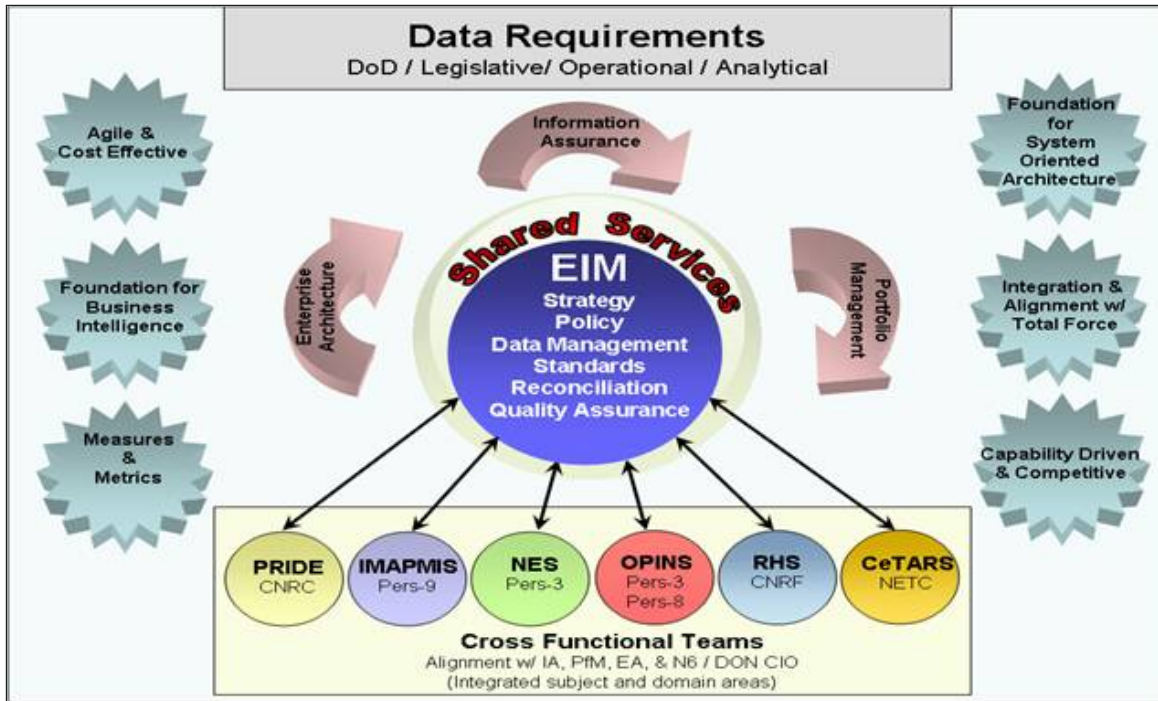 Data Requirements
DoD / Legislative/ Operational / Analytical
Agile &
Cost Effective
Foundation for
Business
Intelligence
Measures
&
Metrics
Enterprise
Architecture
Information
Assurance
Portfolio
Management
Shared Services
EIM
Strategy
Policy
Data Management
Standards
Reconciliation
Quality Assurance
Foundation
for
System
Oriented
Architecture
Integration &
Alignment w/
Total Force
Capability Driven
& Competitive
PRIDE
CNRC
IMAPMIS
Pers-9
NES
Pers-3
OPINS
Pers-3
Pers-8
RHS
CNRF
CeTARS
NETC
Cross Functional Teams
Alignment w/ IA, PfM, EA, & N6 / DON CIO
(Integrated subject and domain areas)